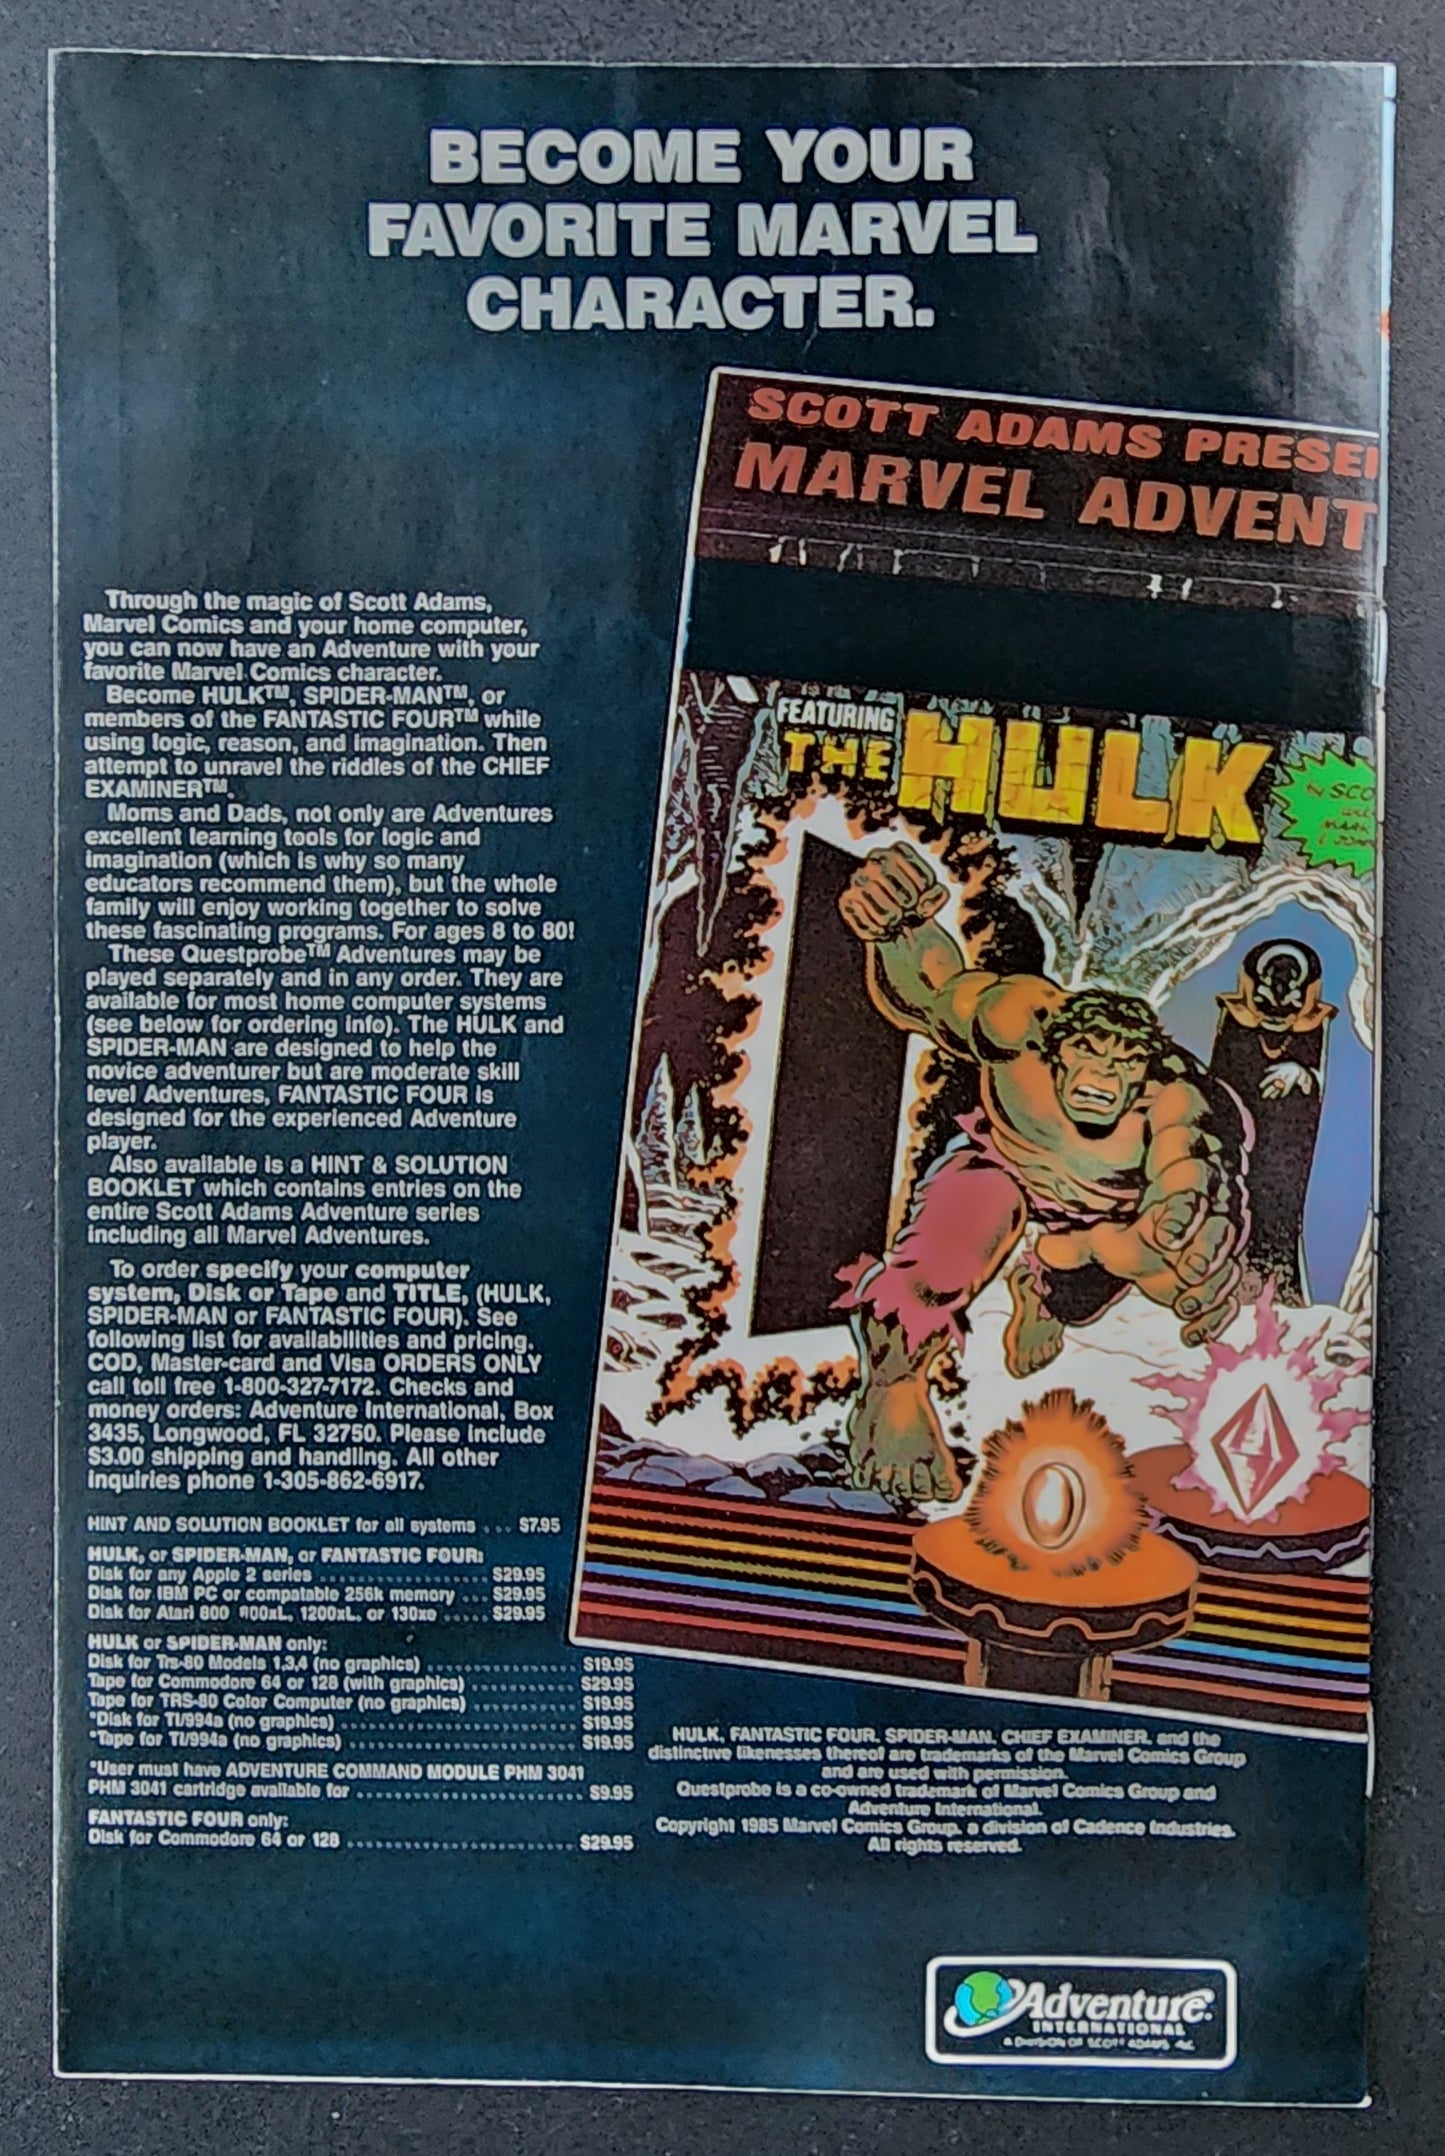 BECOME YOUR
FAVORITE MARVEL
CHARACTER.
SCOTT ADAMS PRESE
MARVEL ADVENT
FEATURING
THE HULK
by SCO
MARK
& JOHN
Through the magic of Scott Adams,
Marvel Comics and your home computer,
you can now have an Adventure with your
favorite Marvel Comics character.
Become HULK™, SPIDER-MAN™, or
members of the FANTASTIC FOUR™ while
using logic, reason, and imagination. Then
attempt to unravel the riddles of the CHIEF
EXAMINER™.
Moms and Dads, not only are Adventures
excellent learning tools for logic and
imagination (which is why so many
educators recommend them), but the whole
family will enjoy working together to solve
these fascinating programs. For ages 8 to 80!
These Questprobe™ Adventures may be
played separately and in any order. They are
available for most home computer systems
(see below for ordering info). The HULK and
SPIDER-MAN are designed to help the
novice adventurer but are moderate skill
level Adventures, FANTASTIC FOUR is
designed for the experienced Adventure
player.
Also available is a HINT & SOLUTION
BOOKLET which contains entries on the
entire Scott Adams Adventure series
including all Marvel Adventures.
To order specify your computer
system, Disk or Tape and TITLE, (HULK,
SPIDER-MAN or FANTASTIC FOUR). See
following list for availabilities and pricing.
COD, Master-card and Visa ORDERS ONLY
call toll free 1-800-327-7172. Checks and
money orders: Adventure International, Box
3435, Longwood, FL 32750. Please include
$3.00 shipping and handling. All other
inquiries phone 1-305-862-6917.
HINT AND SOLUTION BOOKLET for all systems ... $7.95
HULK, or SPIDER-MAN, or FANTASTIC FOUR:
Disk for any Apple 2 series .................... $29.95
Disk for IBM PC or compatable 256k memory ... $29.95
Disk for Atari 800 800xL, 1200xL, or 130xe ..... $29.95
HULK or SPIDER-MAN only:
Disk for Trs-80 Models 1,3,4 (no graphics) .................. $19.95
Tape for Commodore 64 or 128 (with graphics) .............. $29.95
Tape for TRS-80 Color Computer (no graphics) ............. $19.95
*Disk for TI/994a (no graphics) ............................ $19.95
*Tape for TI/994a (no graphics) ............................ $19.95
*User must have ADVENTURE COMMAND MODULE PHM 3041
PHM 3041 cartridge available for ........................... $9.95
FANTASTIC FOUR only:
Disk for Commodore 64 or 128 ............................ $29.95
HULK, FANTASTIC FOUR, SPIDER-MAN, CHIEF EXAMINER, and the
distinctive likenesses thereof are trademarks of the Marvel Comics Group
and are used with permission.
Questprobe is a co-owned trademark of Marvel Comics Group and
Adventure International.
Copyright 1985 Marvel Comics Group, a division of Cadence Industries.
All rights reserved.
Adventure
INTERNATIONAL
A DIVISION OF SCOTT ADAMS, INC.